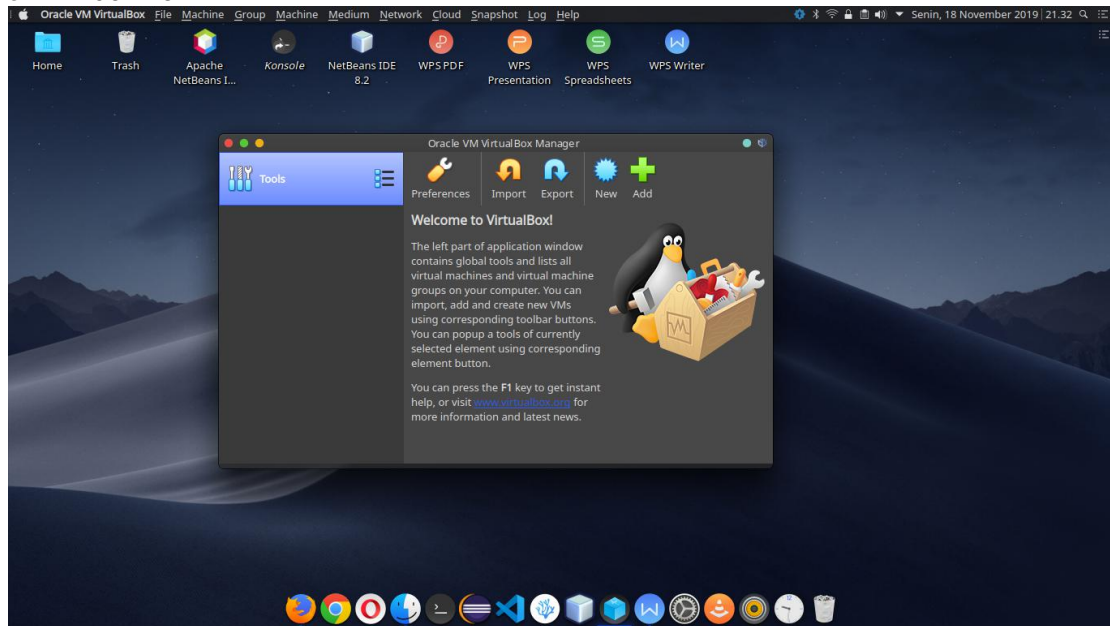 Oracle VM VirtualBox File Machine Group Machine Medium Network Cloud Snapshot Log Help
Senin, 18 November 2019 21.32
Home
Trash
Apache
NetBeans I...
Konsole
NetBeans IDE
8.2
WPS PDF
WPS
Presentation
WPS
Spreadsheets
WPS Writer
Oracle VM VirtualBox Manager
Tools
Preferences
Import
Export
New
Add
Welcome to VirtualBox!
The left part of application window
contains global tools and lists all
virtual machines and virtual machine
groups on your computer. You can
import, add and create new VMs
using corresponding toolbar buttons.
You can popup a tools of currently
selected element using corresponding
element button.
You can press the F1 key to get instant
help, or visit www.virtualbox.org for
more information and latest news.